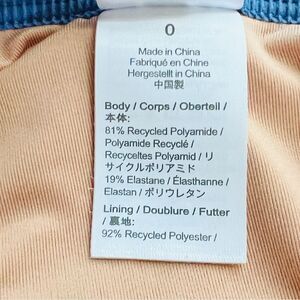 0
Made in China
Fabriqué en Chine
Hergestellt in China
中国製
Body / Corps / Oberteil /
本体:
81% Recycled Polyamide /
Polyamide Recyclé /
Recyceltes Polyamid / リ
サイクルポリアミド
19% Elastane / Élasthanne /
Elastan / ポリウレタン
Lining / Doublure / Futter
/ 裏地:
92% Recycled Polyester /